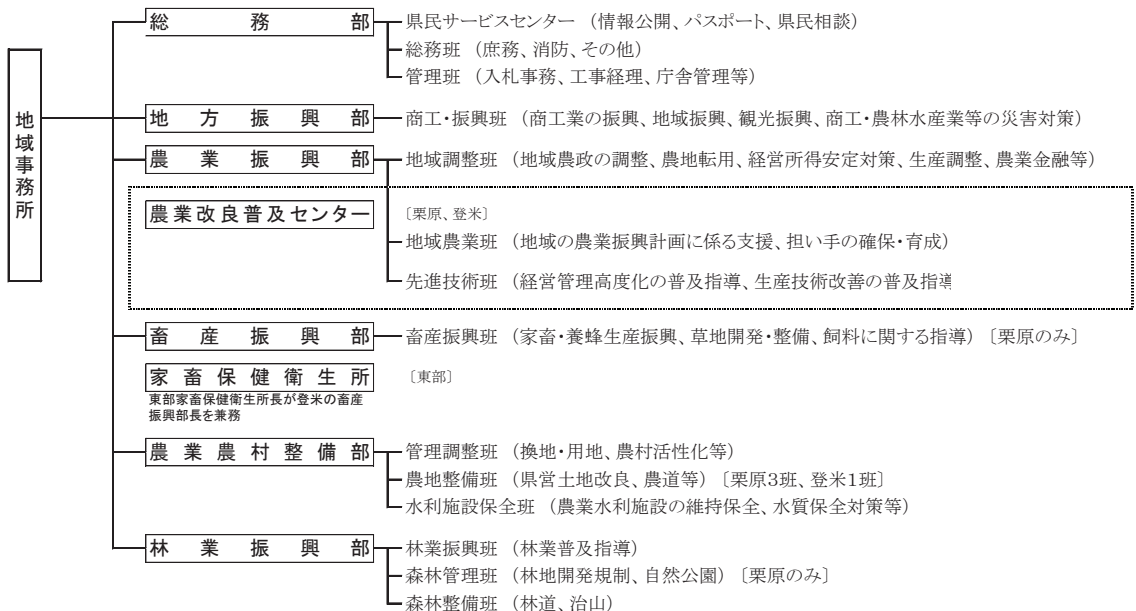 地域事務所
総務部 県民サービスセンター （情報公開、パスポート、県民相談）
総務班 （庶務、消防、その他）
管理班 （入札事務、工事経理、庁舎管理等）
地方振興部 商工・振興班 （商工業の振興、地域振興、観光振興、商工・農林水産業等の災害対策）
農業振興部 地域調整班 （地域農政の調整、農地転用、経営所得安定対策、生産調整、農業金融等）
農業改良普及センター 〔栗原、登米〕
地域農業班 （地域の農業振興計画に係る支援、担い手の確保・育成）
先進技術班 （経営管理高度化の普及指導、生産技術改善の普及指導
畜産振興部 畜産振興班 （家畜・養蜂生産振興、草地開発・整備、飼料に関する指導） 〔栗原のみ〕
家畜保健衛生所 〔東部〕
東部家畜保健衛生所長が登米の畜産
振興部長を兼務
農業農村整備部 管理調整班 （換地・用地、農村活性化等）
農地整備班 （県営土地改良、農道等） 〔栗原3班、登米1班〕
水利施設保全班 （農業水利施設の維持保全、水質保全対策等）
林業振興部 林業振興班 （林業普及指導）
森林管理班 （林地開発規制、自然公園） 〔栗原のみ〕
森林整備班 （林道、治山）